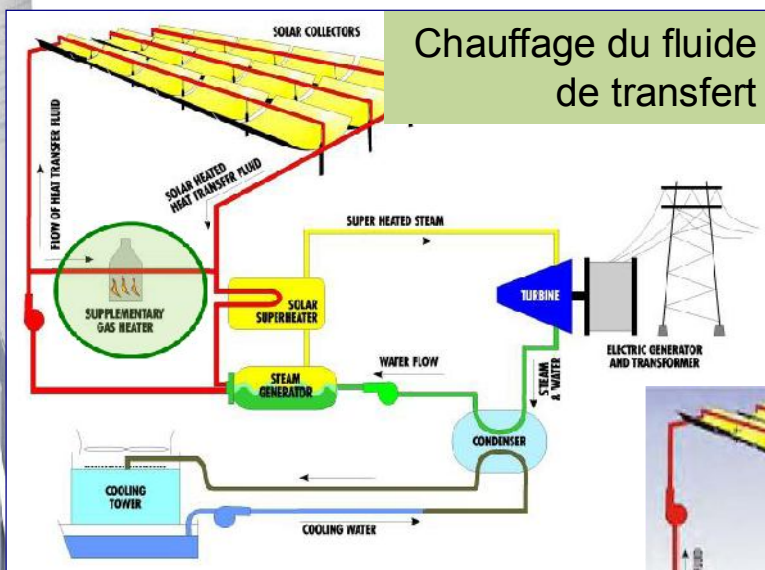 Chauffage du fluide
de transfert
SOLAR COLLECTORS
FLOW OF HEAT TRANSFER FLUID
SOLAR HEATED
HEAT TRANSFER FLUID
SUPER HEATED STEAM
SUPPLEMENTARY
GAS HEATER
SOLAR
SUPERHEATER
TURBINE
ELECTRIC GENERATOR
AND TRANSFORMER
STEAM
GENERATOR
WATER FLOW
STEAM
& WATER
CONDENSER
COOLING
TOWER
COOLING WATER
FLUID